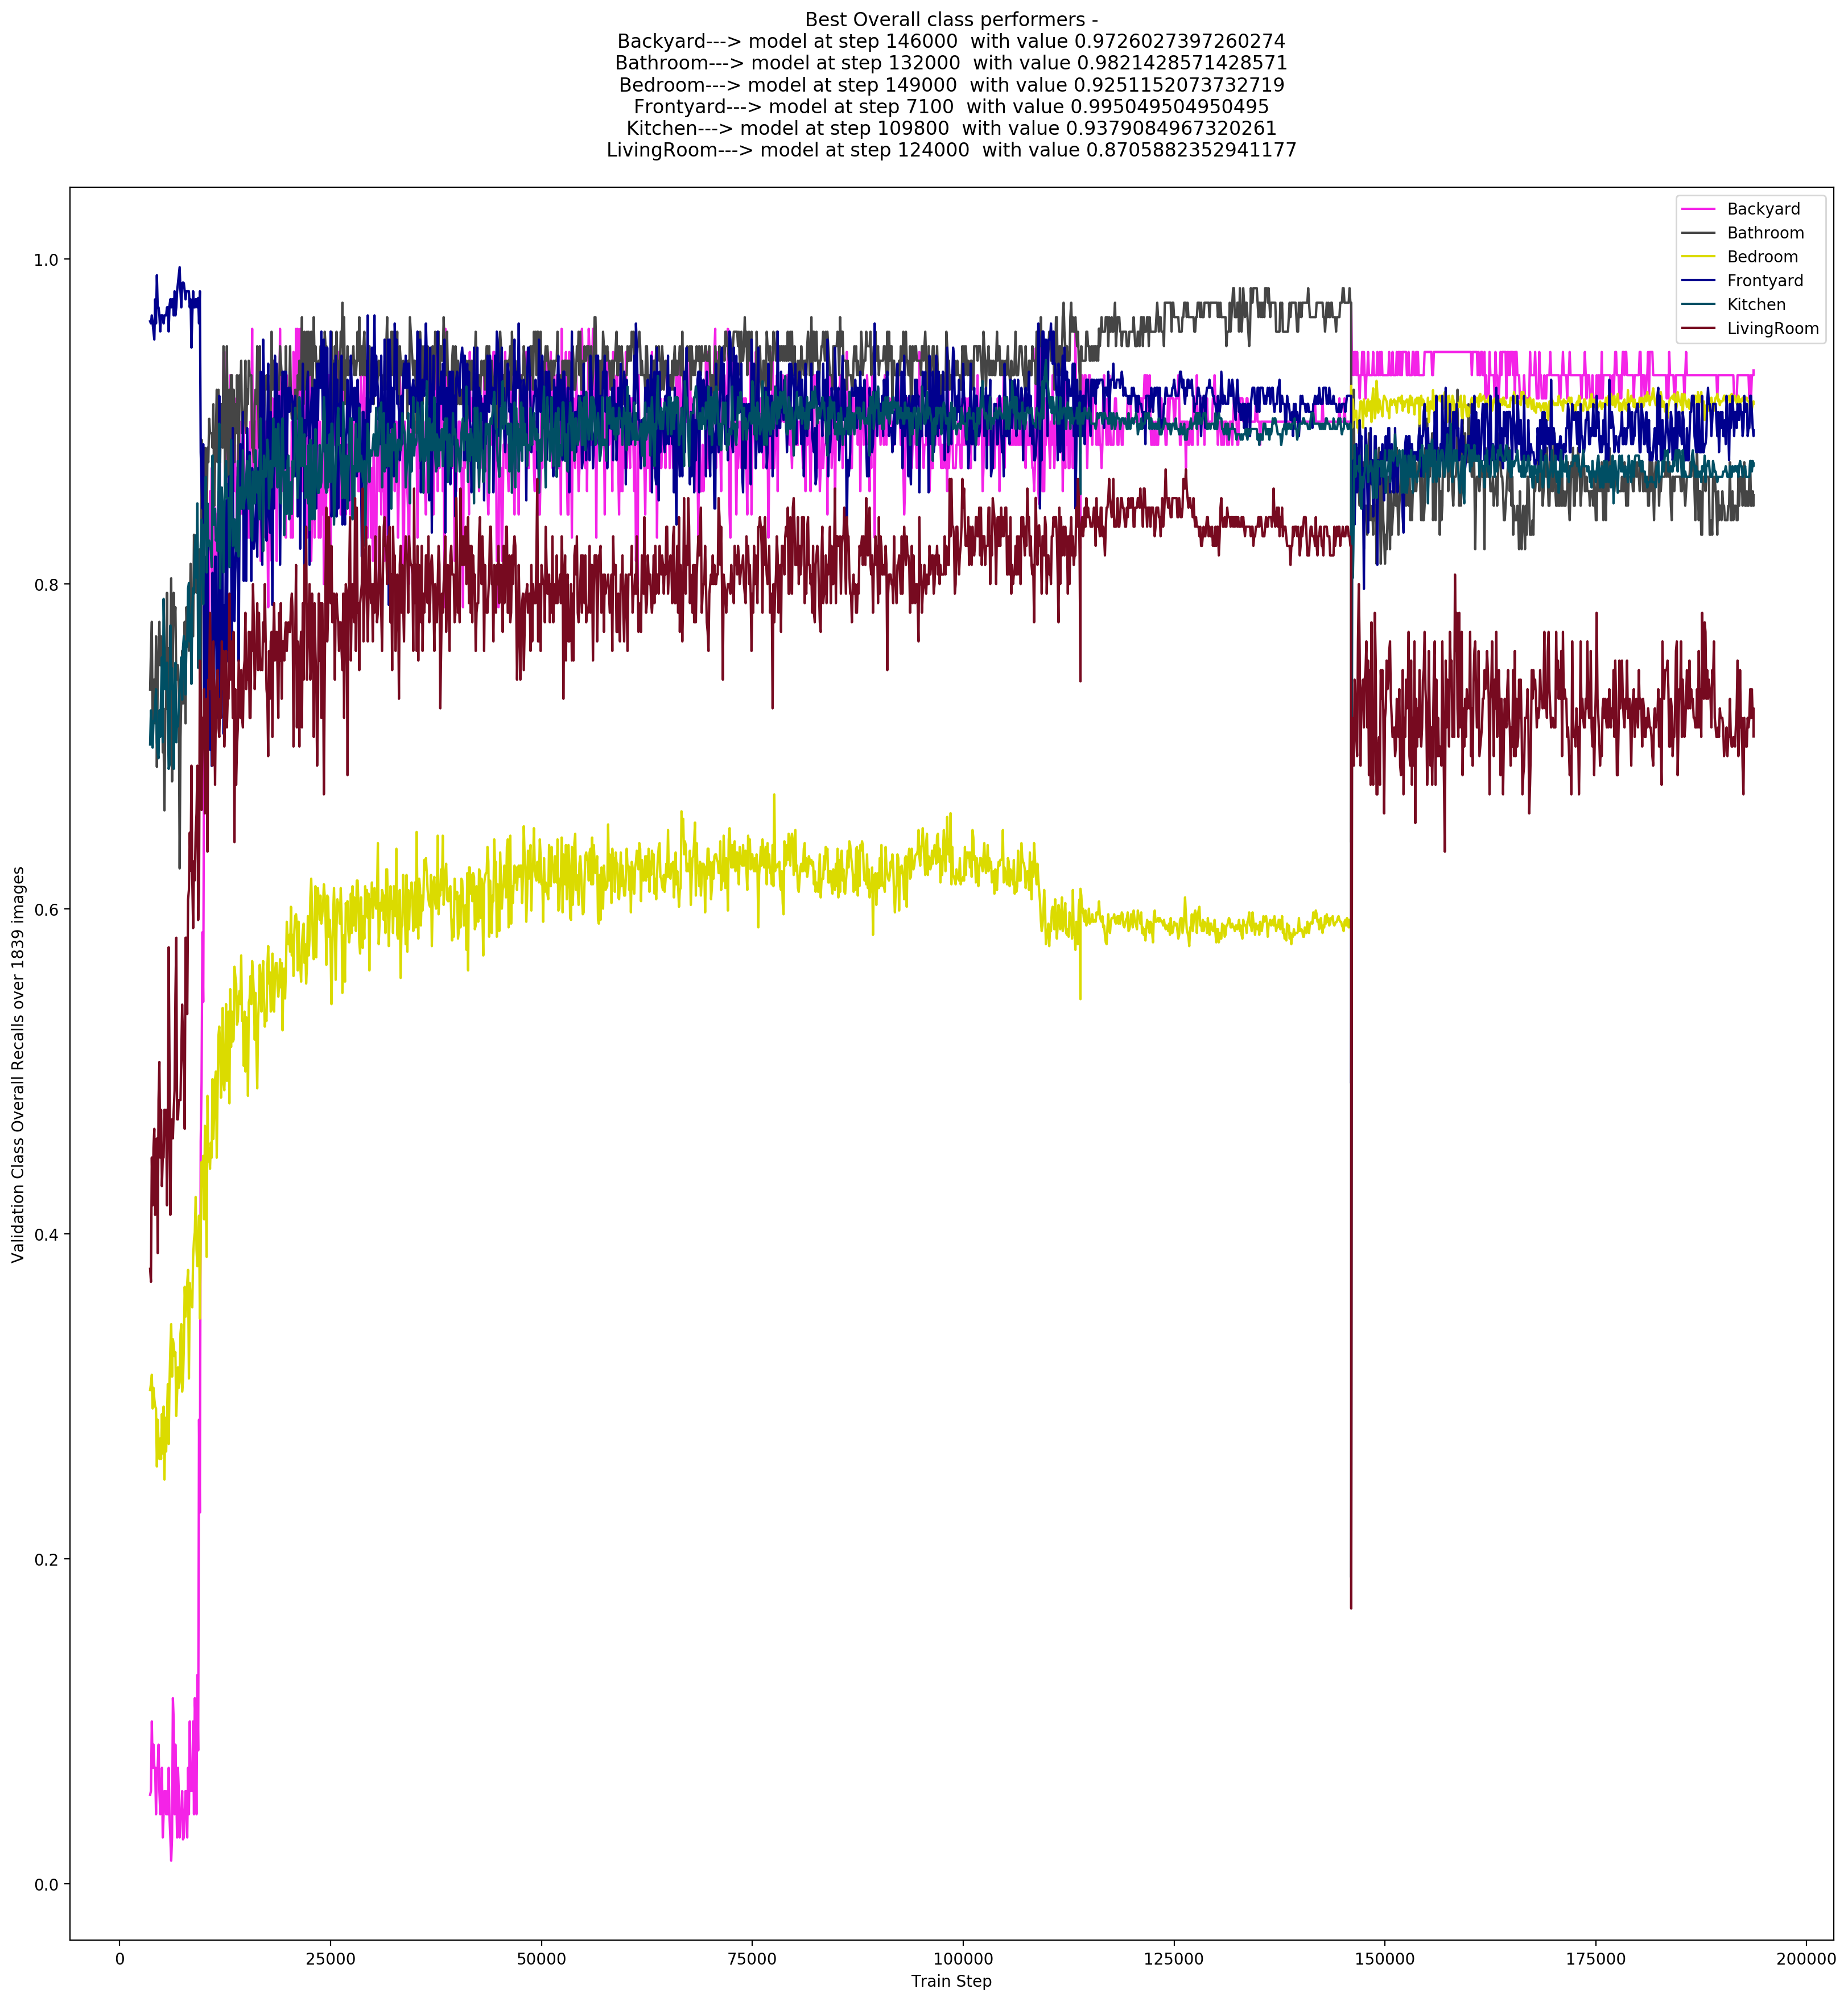 Best Overall class performers -
Backyard---> model at step 146000  with value 0.9726027397260274
Bathroom---> model at step 132000  with value 0.9821428571428571
Bedroom---> model at step 149000  with value 0.9251152073732719
Frontyard---> model at step 7100  with value 0.995049504950495
Kitchen---> model at step 109800  with value 0.9379084967320261
LivingRoom---> model at step 124000  with value 0.8705882352941177
Backyard
Bathroom
Bedroom
Frontyard
Kitchen
LivingRoom
Validation Class Overall Recalls over 1839 images
1.0
0.8
0.6
0.4
0.2
0.0
0
25000
50000
75000
100000
125000
150000
175000
200000
Train Step